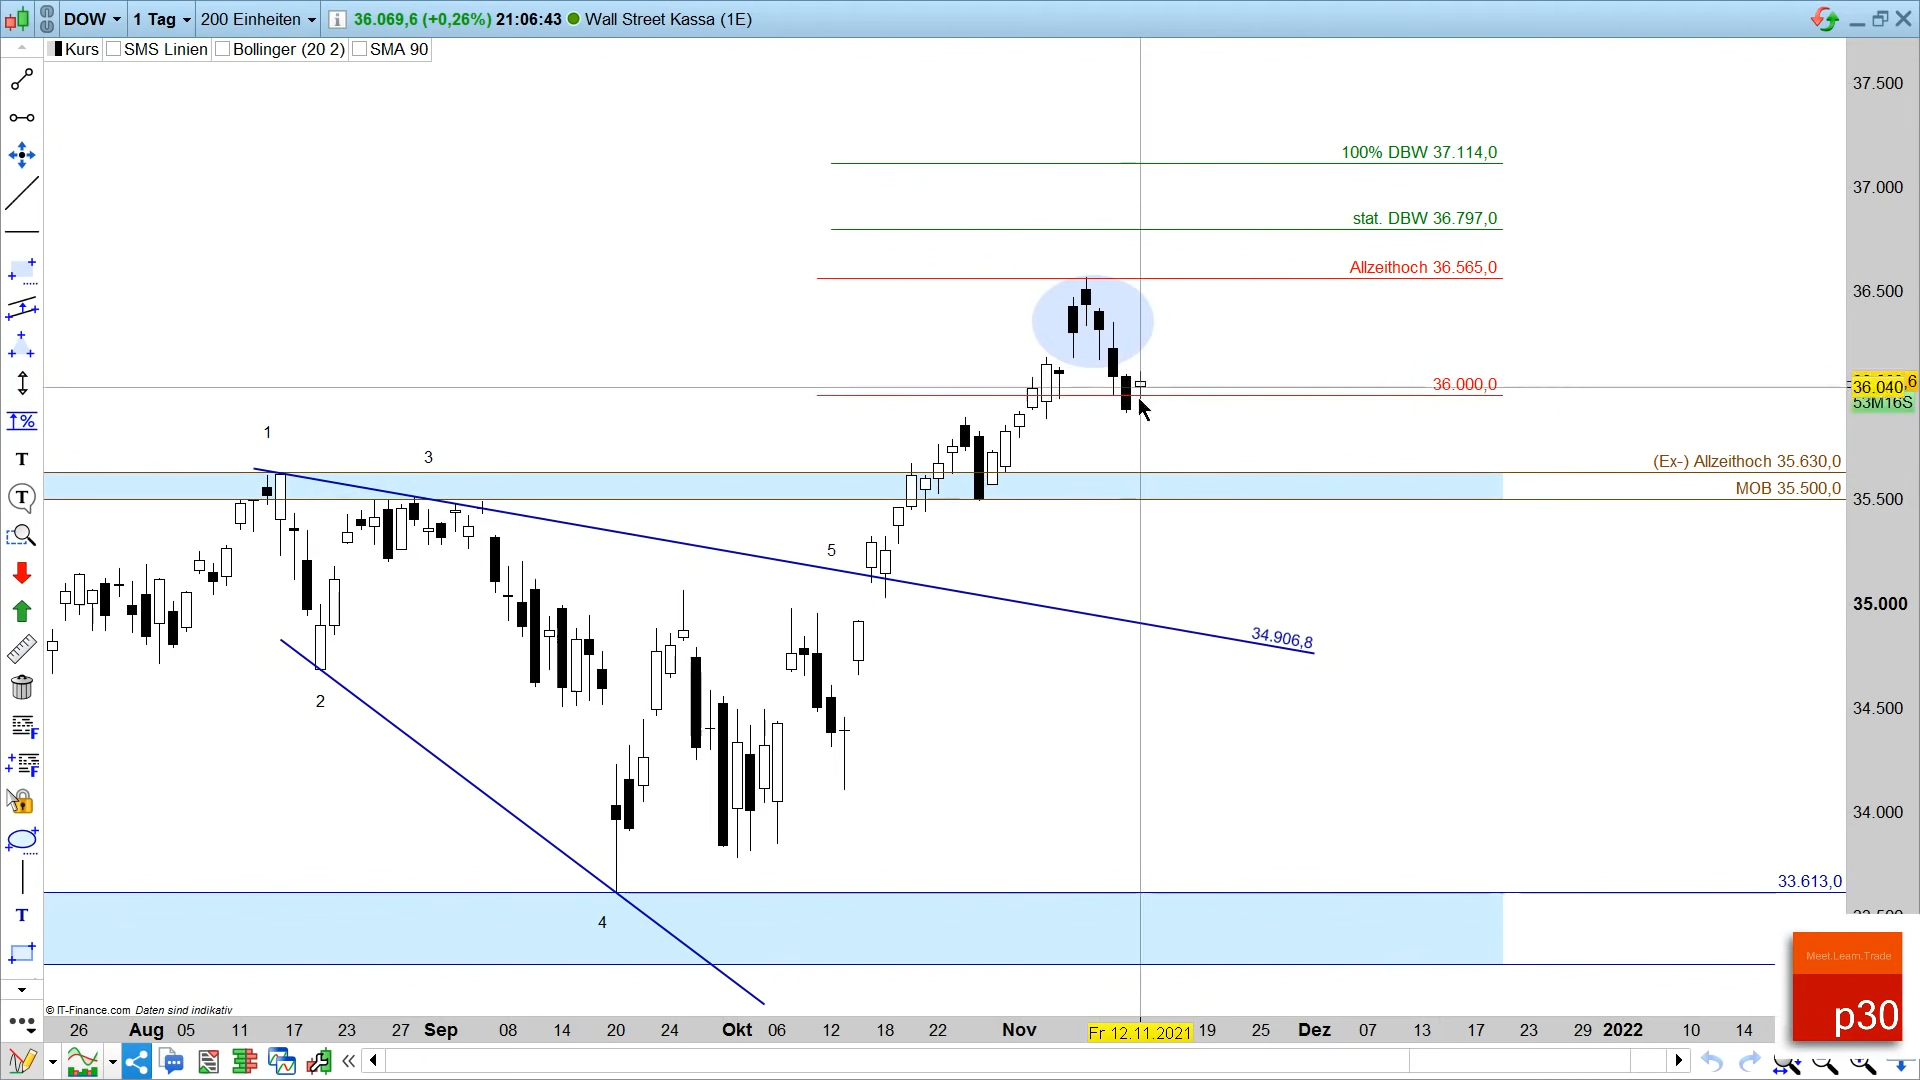 DOW 1 Tag 200 Einheiten 36.069,6 (+0,26%) 21:06:43 Wall Street Kassa (1E)
Kurs SMS Linien Bollinger (20 2) SMA 90
37.500
100% DBW 37.114,0
37.000
stat. DBW 36.797,0
Allzeithoch 36.565,0
36.500
36.000,0
36.040
53M16S
1
3
(Ex-) Allzeithoch 35.630,0
MOB 35.500,0
35.500
5
35.000
34.906,8
2
34.500
34.000
33.613,0
4
Meet.Learn.Trade
p30
© IT-Finance.com Daten sind indikativ
26 Aug 05 11 17 23 27 Sep 08 14 20 24 Okt 06 12 18 22 Nov Fr 12.11.2021 19 25 Dez 07 13 17 23 29 2022 10 14